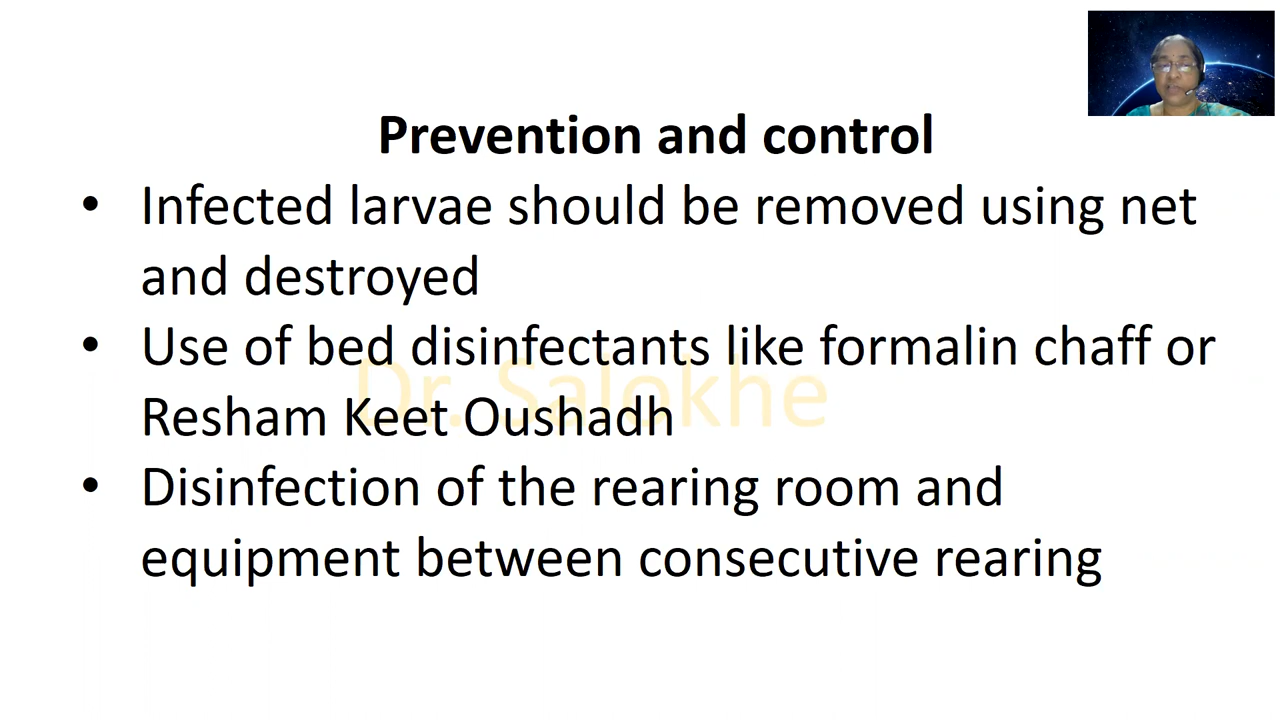 Prevention and control
• Infected larvae should be removed using net
and destroyed
• Use of bed disinfectants like formalin chaff or
Dr. Salokhe
Resham Keet Oushadh
• Disinfection of the rearing room and
equipment between consecutive rearing